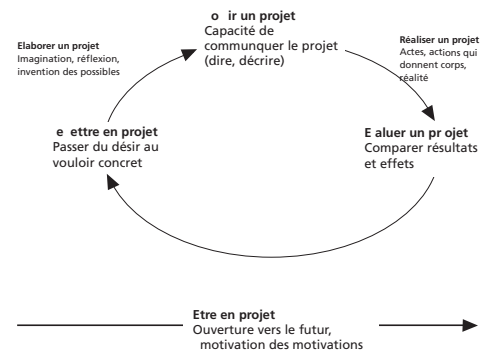 o ir un projet
Capacité de
communquer le projet
(dire, décrire)
Elaborer un projet
Imagination, réflexion,
invention des possibles
Réaliser un projet
Actes, actions qui
donnent corps,
réalité
e ettre en projet
Passer du désir au
vouloir concret
E aluer un pr ojet
Comparer résultats
et effets
Etre en projet
Ouverture vers le futur,
motivation des motivations